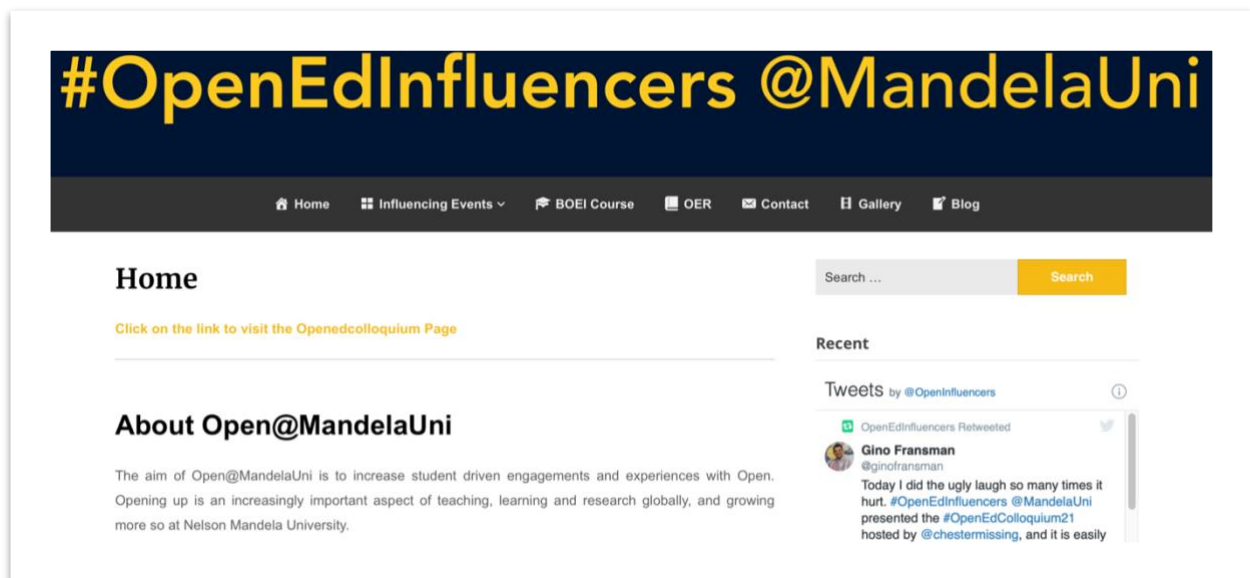 #OpenEdInfluencers @MandelaUni
Home Influencing Events BOEI Course OER Contact Gallery Blog
Home
Click on the link to visit the Openedcolloquium Page
About Open@MandelaUni
The aim of Open@MandelaUni is to increase student driven engagements and experiences with Open.
Opening up is an increasingly important aspect of teaching, learning and research globally, and growing
more so at Nelson Mandela University.
Search ... Search
Recent
Tweets by @OpenInfluencers
OpenEdInfluencers Retweeted
Gino Fransman
@ginofransman
Today I did the ugly laugh so many times it
hurt. #OpenEdInfluencers @MandelaUni
presented the #OpenEdColloquium21
hosted by @chestermissing, and it is easily